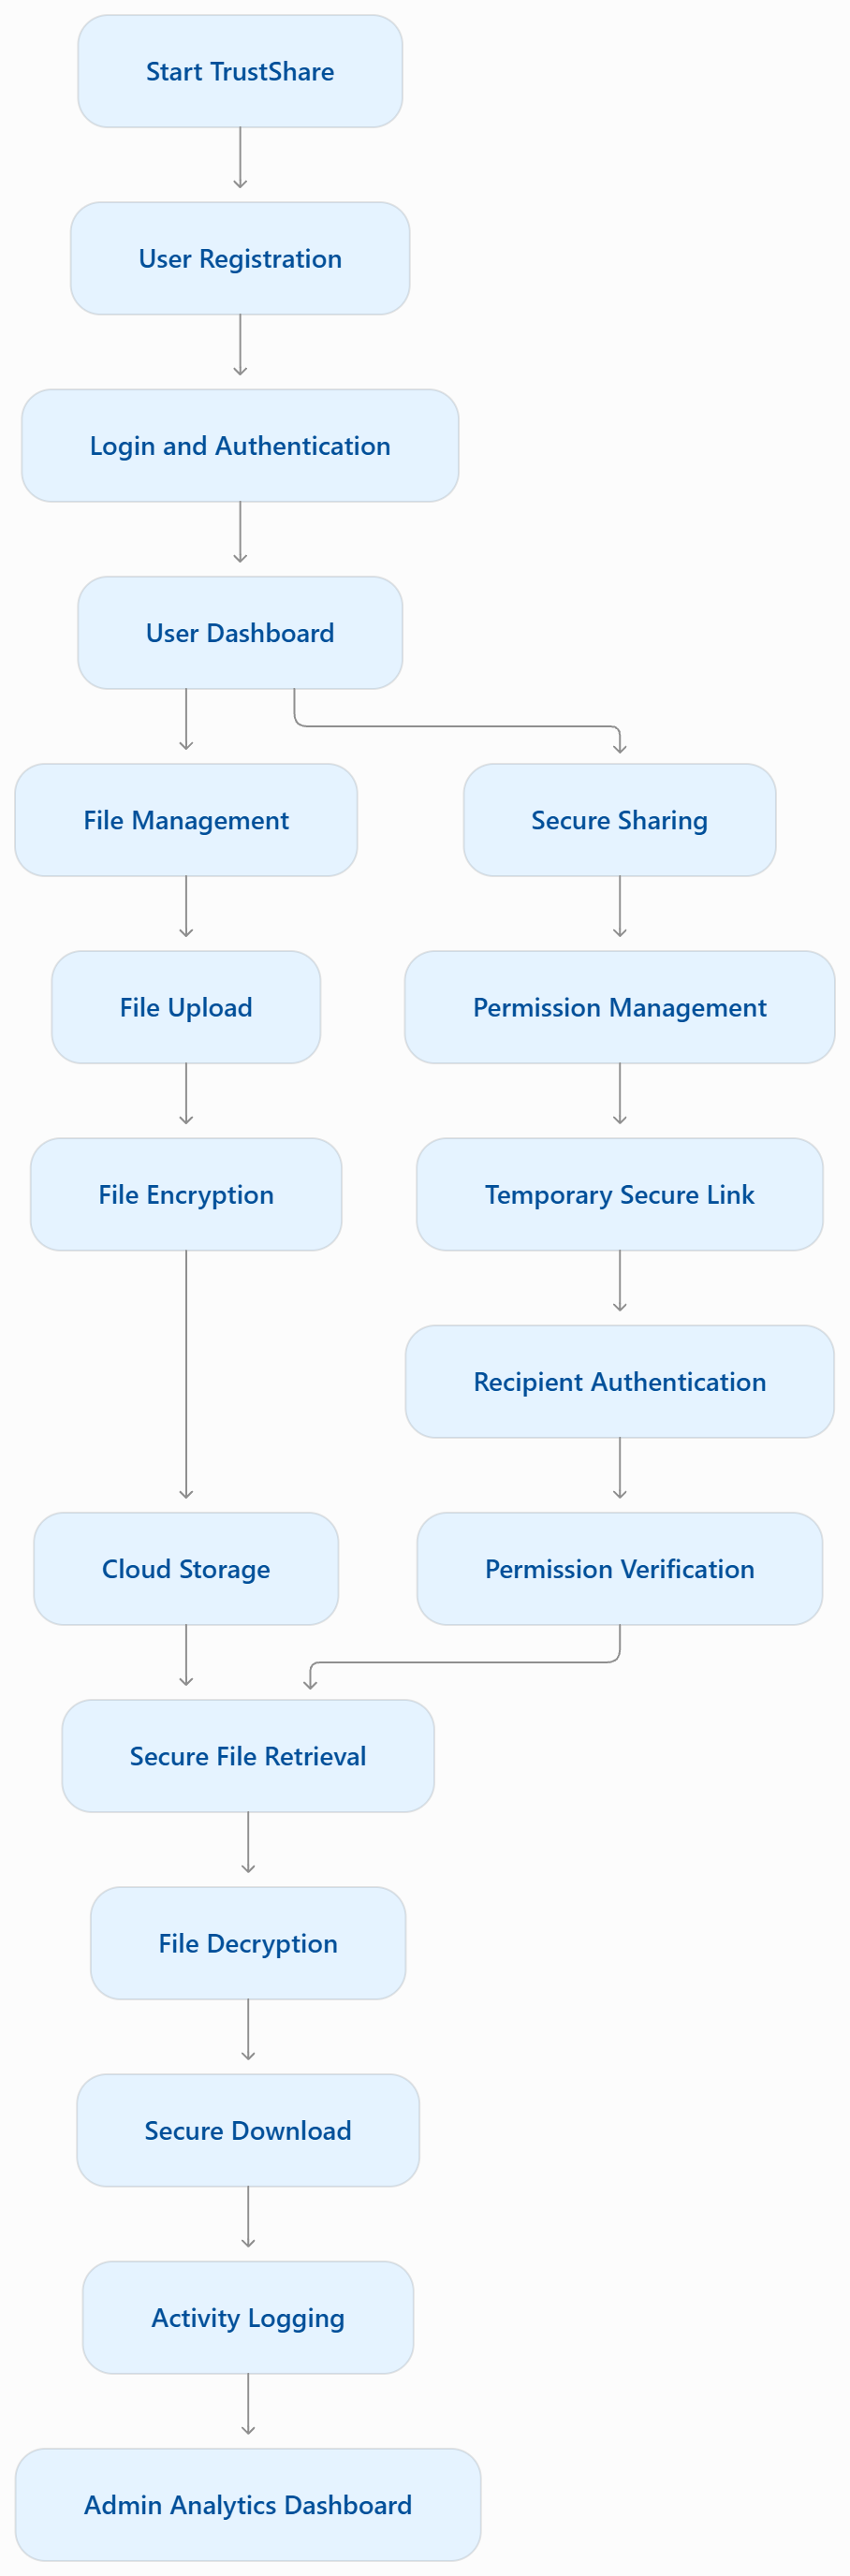 Start TrustShare
User Registration
Login and Authentication
User Dashboard
File Management
Secure Sharing
File Upload
Permission Management
File Encryption
Temporary Secure Link
Recipient Authentication
Cloud Storage
Permission Verification
Secure File Retrieval
File Decryption
Secure Download
Activity Logging
Admin Analytics Dashboard